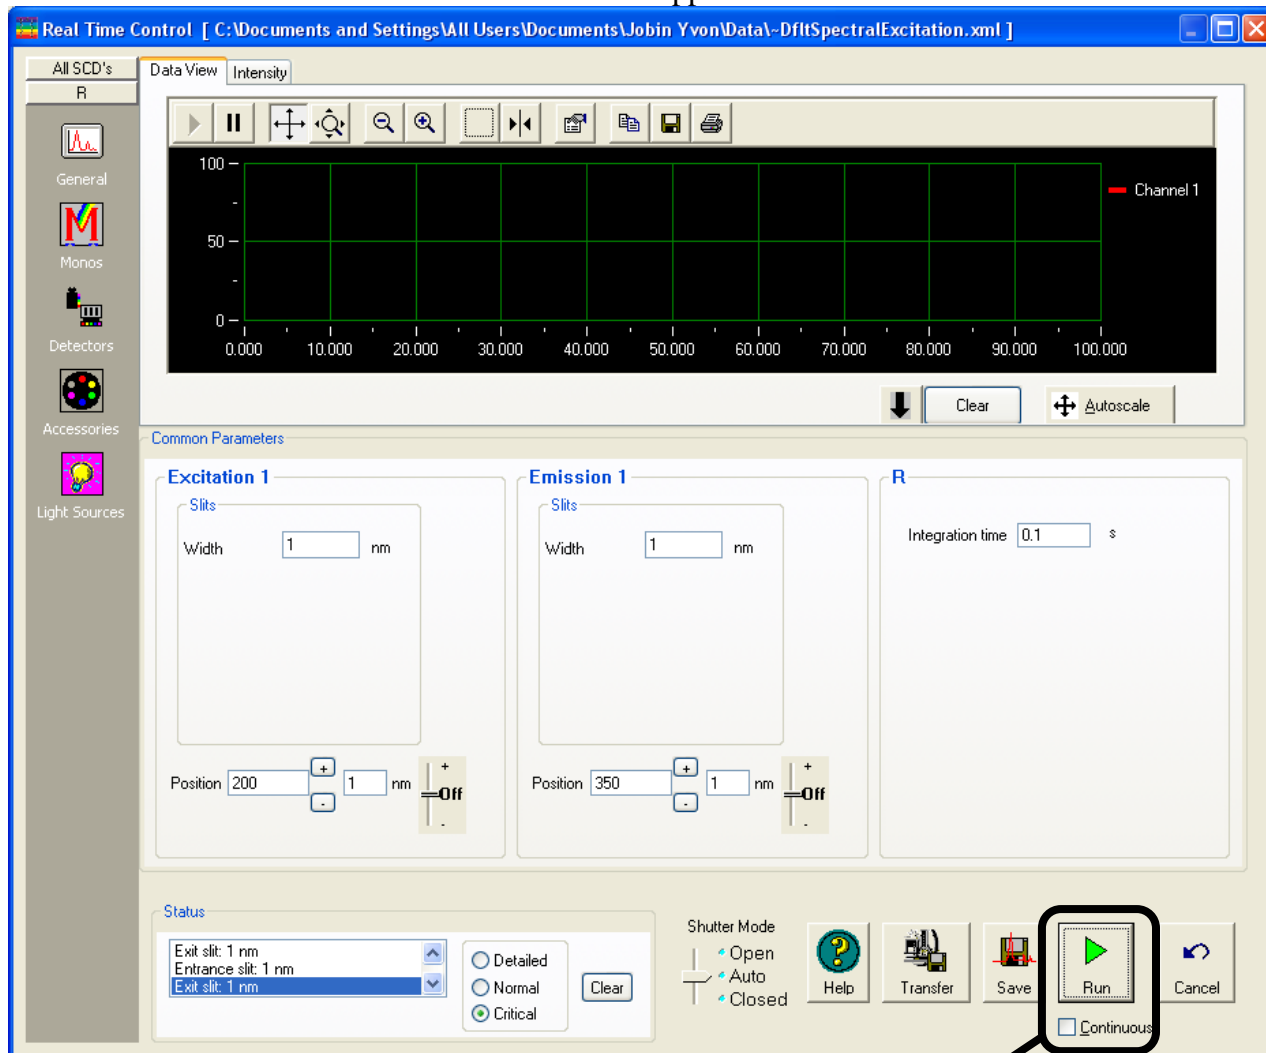 Real Time Control [ C:\Documents and Settings\All Users\Documents\Jobin Yvon\Data\~DfltSpectralExcitation.xml ]
All SCD's
R
General
Monos
Detectors
Accessories
Light Sources
Data View Intensity
100
50
0
0.000 10.000 20.000 30.000 40.000 50.000 60.000 70.000 80.000 90.000 100.000
Channel 1
Clear Autoscale
Common Parameters
Excitation 1
Slits
Width 1 nm
Position 200 + - 1 nm + Off -
Emission 1
Slits
Width 1 nm
Position 350 + - 1 nm + Off -
R
Integration time 0.1 s
Status
Exit slit: 1 nm
Entrance slit: 1 nm
Exit slit: 1 nm
Detailed
Normal
Critical
Clear
Shutter Mode
Open
Auto
Closed
Help Transfer Save Run Cancel
Continuous